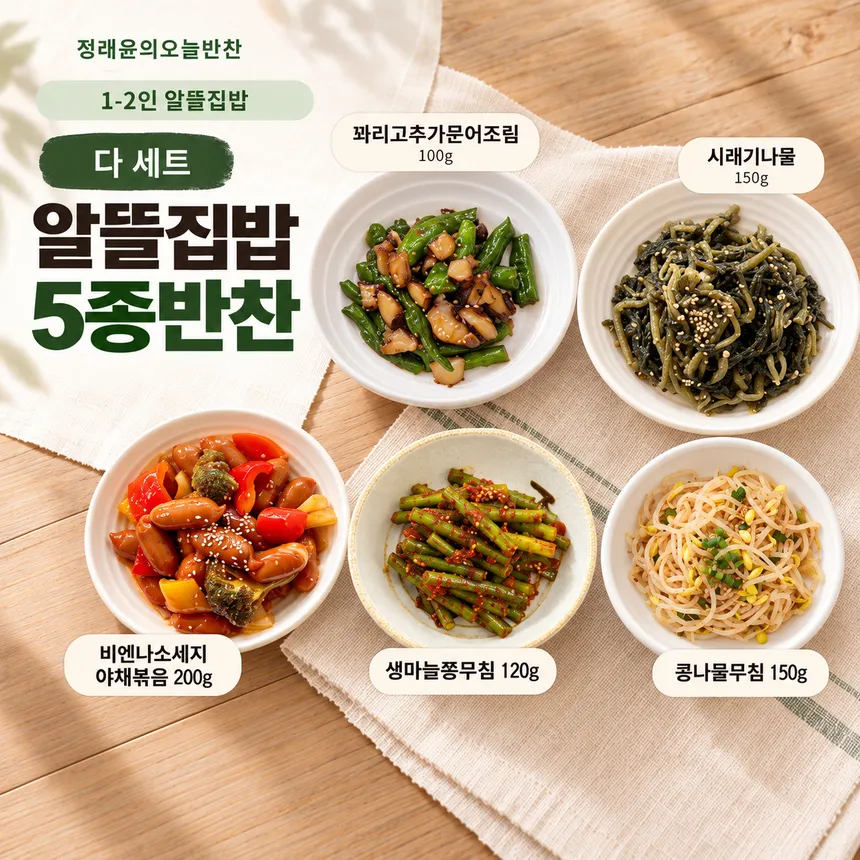 정래윤의오늘반찬
1-2인 알뜰집밥
다 세트
알뜰집밥
5종반찬
꽈리고추가문어조림
100g
시래기나물
150g
비엔나소세지
야채볶음 200g
생마늘쫑무침 120g
콩나물무침 150g